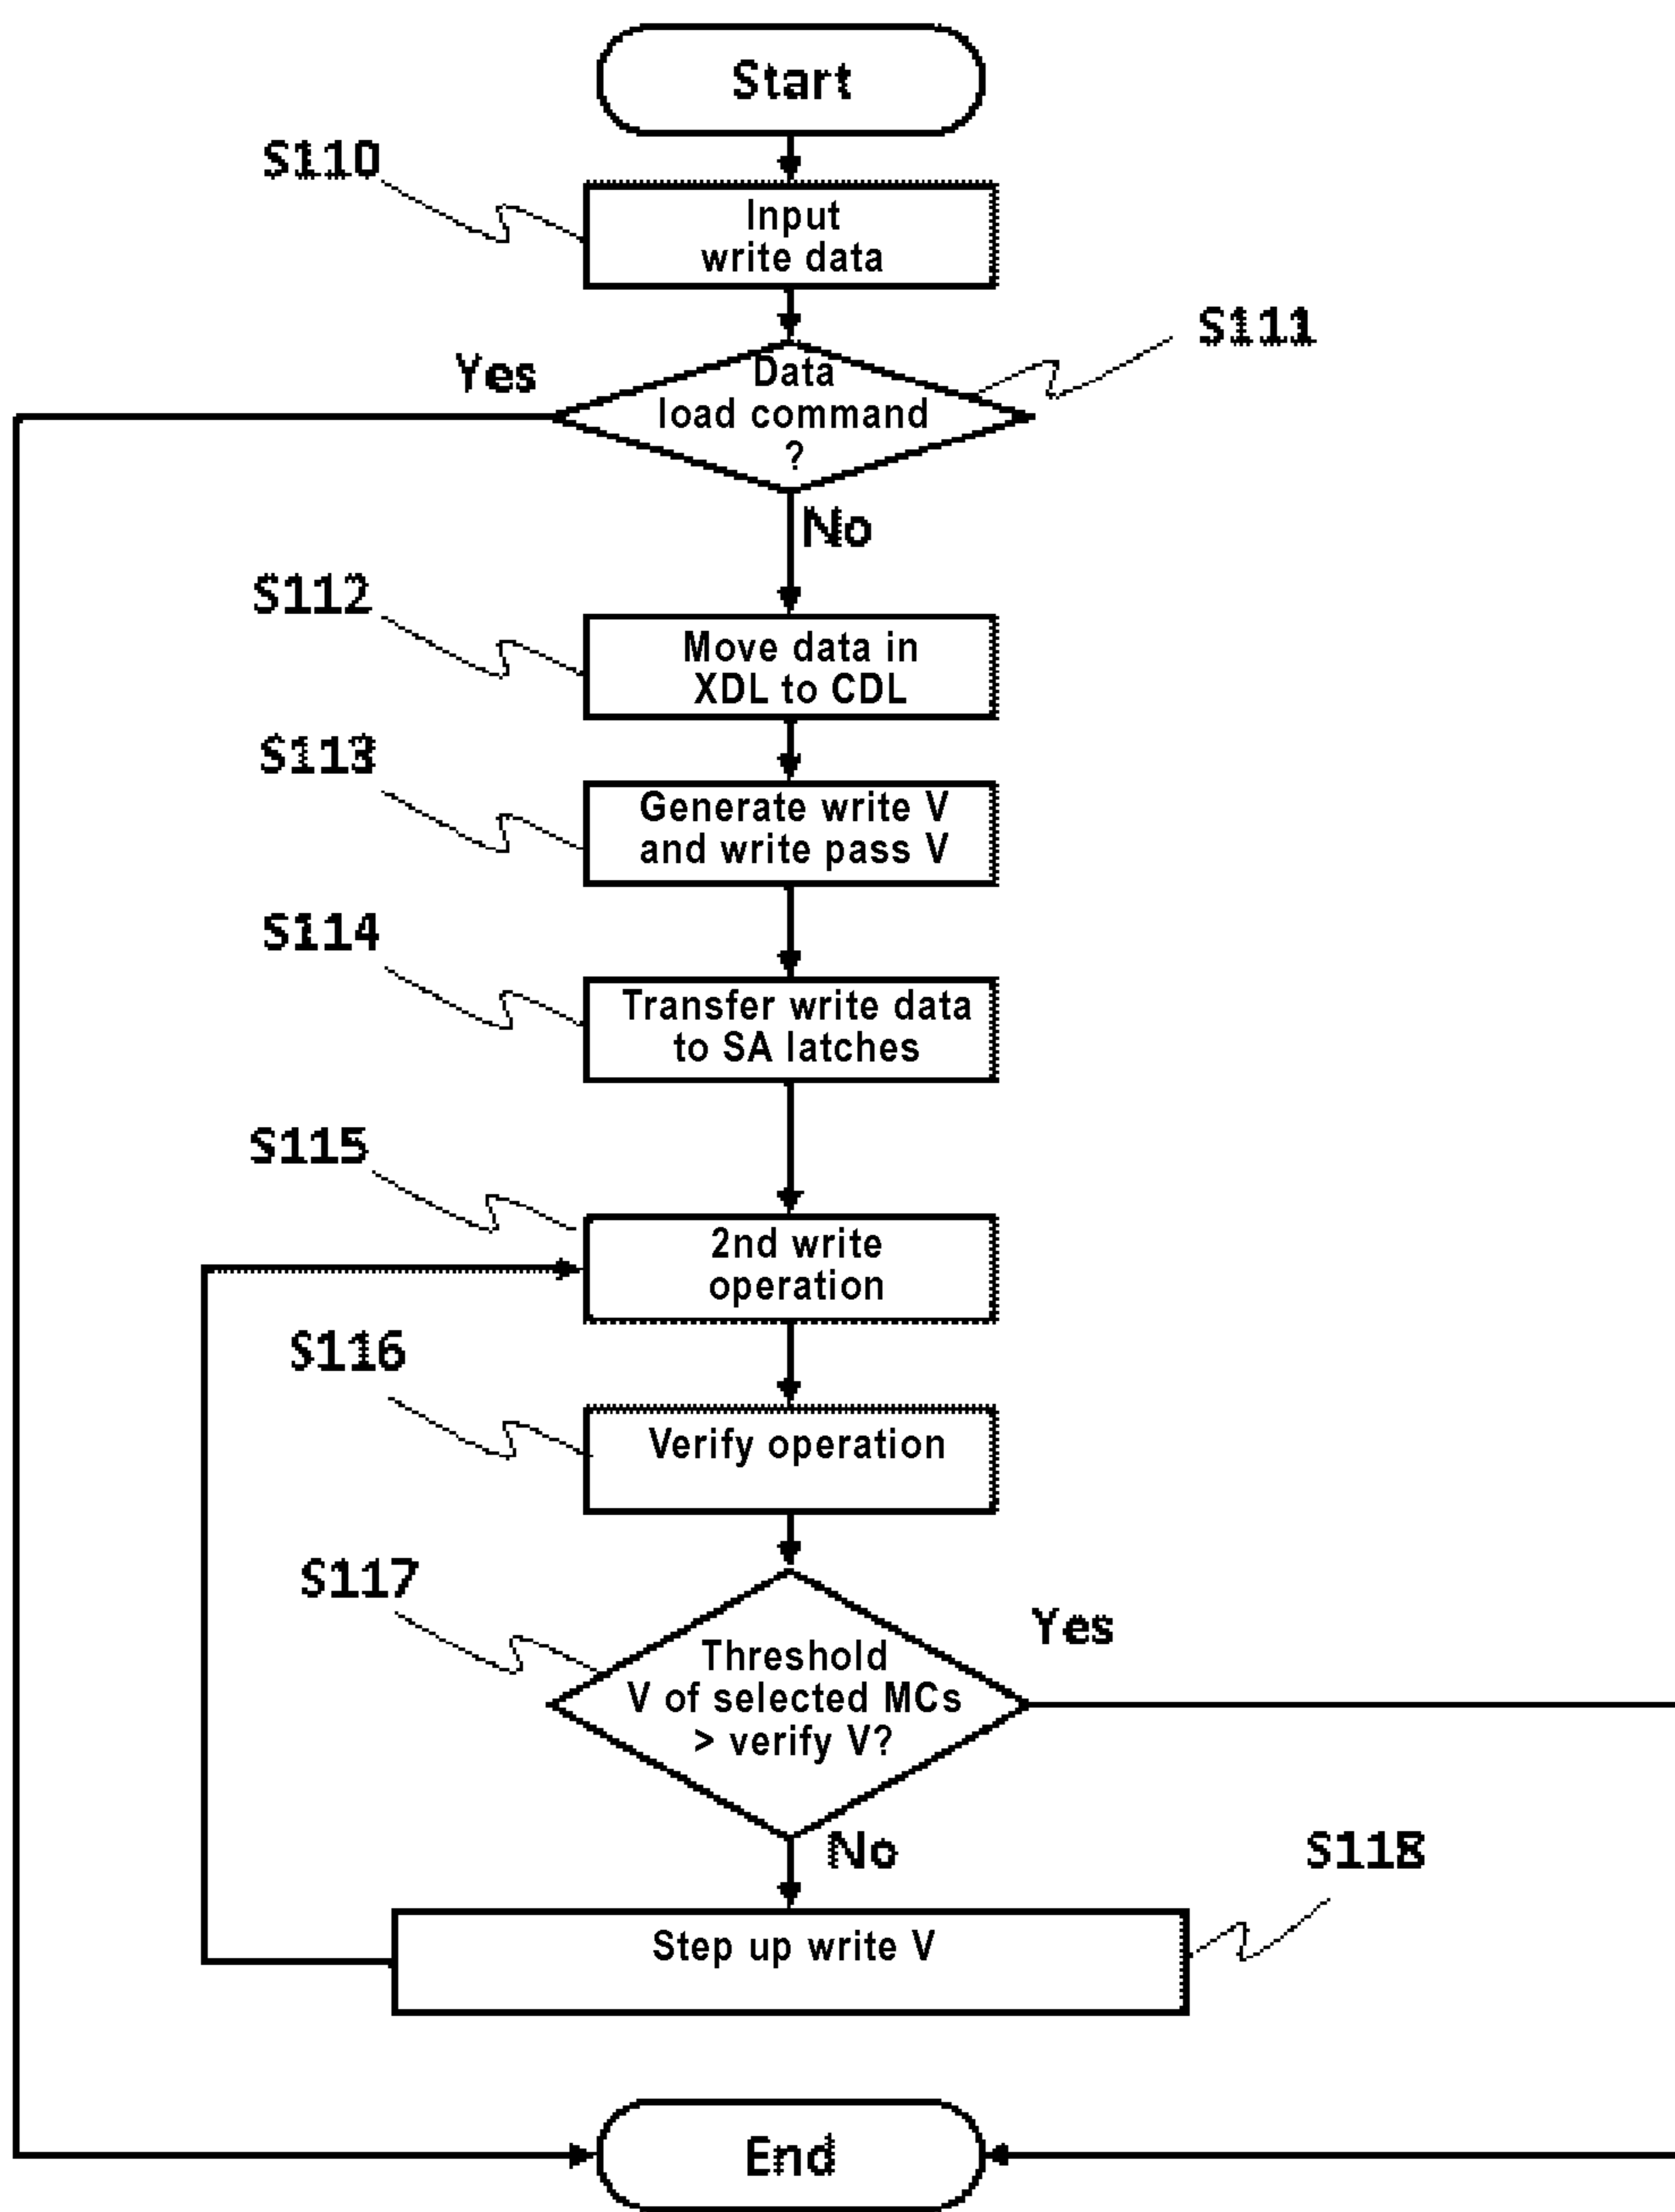 Start
S110
Input
write data
S111
Yes
Data
load command
?
No
S112
Move data in
XDL to CDL
S113
Generate write V
and write pass V
S114
Transfer write data
to SA latches
S115
2nd write
operation
S116
Verify operation
S117
Yes
Threshold
V of selected MCs
> verify V?
No
S118
Step up write V
End